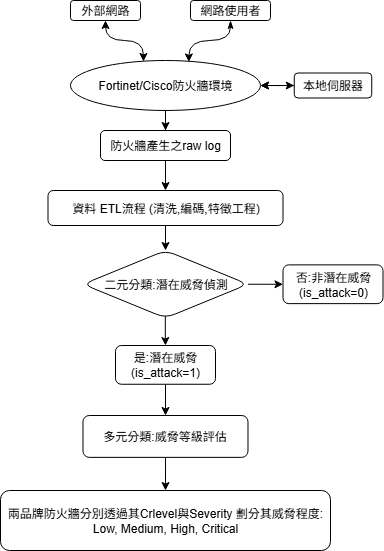 外部網路
網路使用者
Fortinet/Cisco防火牆環境
本地伺服器
防火牆產生之raw log
資料 ETL流程 (清洗,編碼,特徵工程)
二元分類:潛在威脅偵測
否:非潛在威脅
(is_attack=0)
是:潛在威脅
(is_attack=1)
多元分類:威脅等級評估
兩品牌防火牆分別透過其Crlevel與Severity 劃分其威脅程度:
Low, Medium, High, Critical